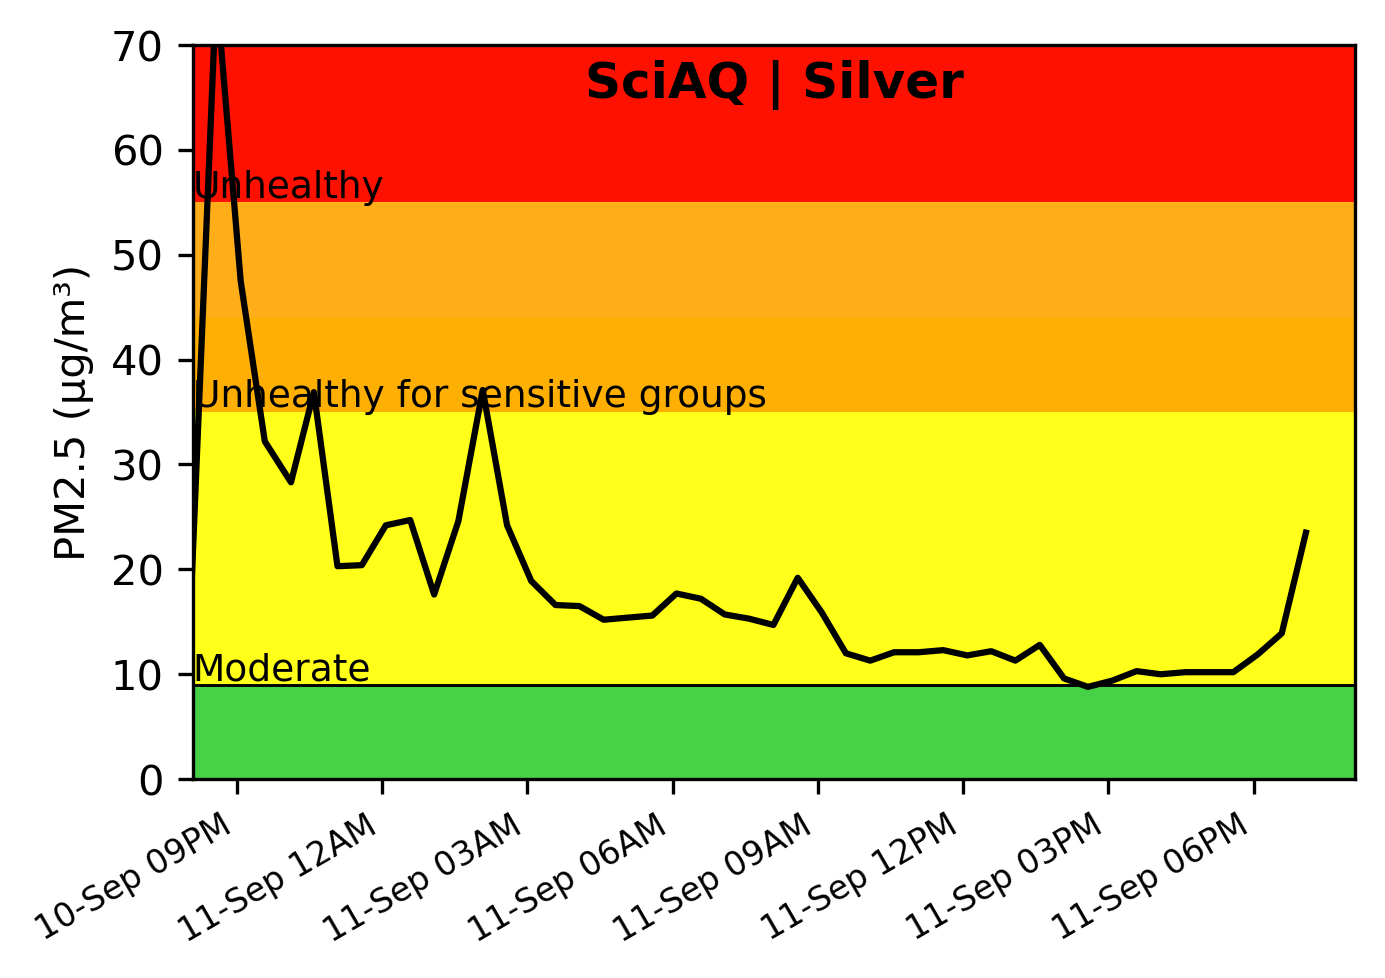 SciAQ | Silver
PM2.5 (µg/m³)
70
60
50
40
30
20
10
0
Unhealthy
Unhealthy for sensitive groups
Moderate
10-Sep 09PM
11-Sep 12AM
11-Sep 03AM
11-Sep 06AM
11-Sep 09AM
11-Sep 12PM
11-Sep 03PM
11-Sep 06PM